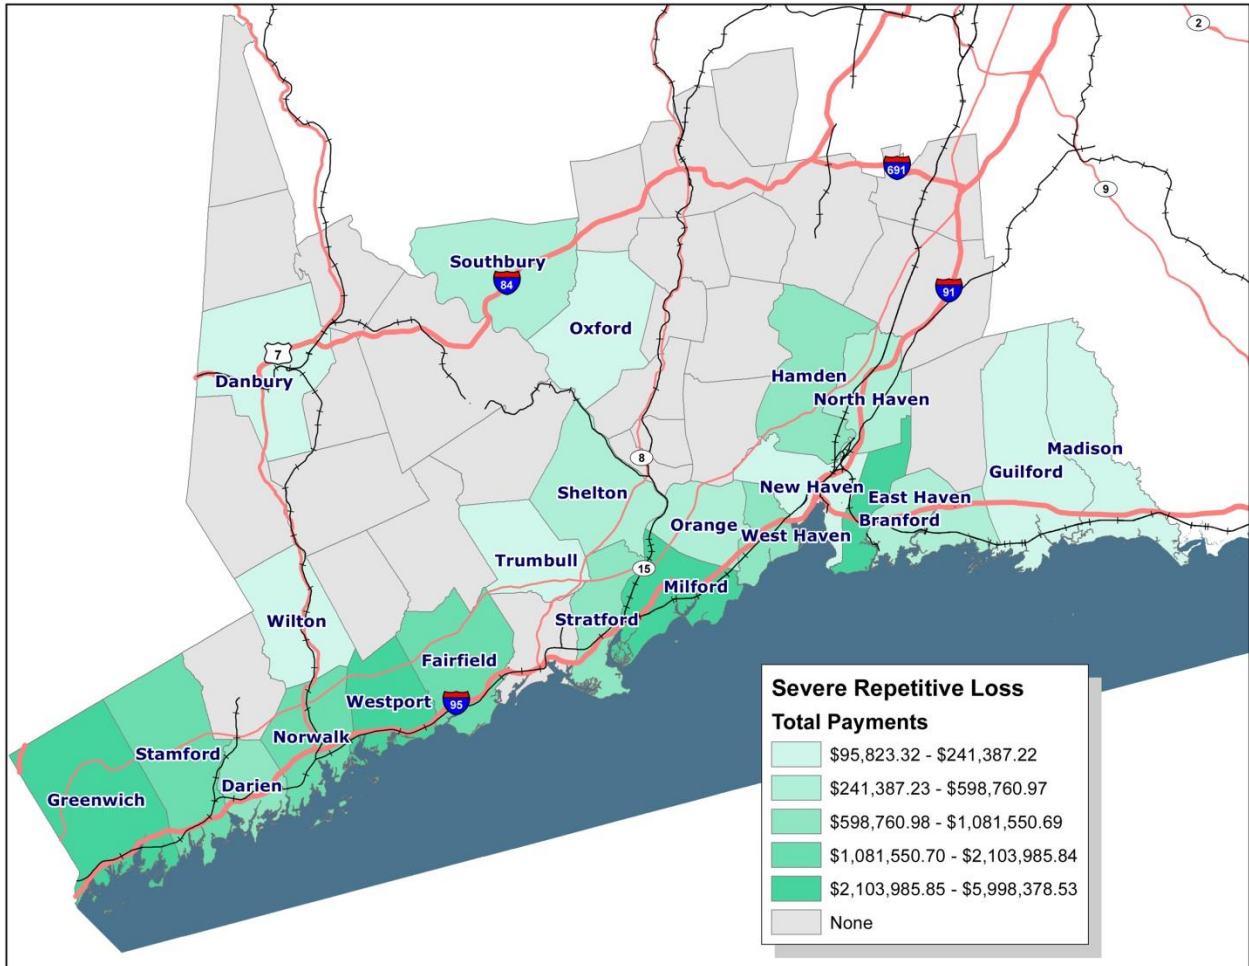 2
691
9
Southbury
84
91
Oxford
7
Danbury
Hamden
North Haven
Madison
8
Guilford
New Haven
Shelton
East Haven
Orange
Branford
West Haven
Trumbull
15
Milford
Wilton
Stratford
Fairfield
Westport
95
Norwalk
Stamford
Darien
Greenwich
Severe Repetitive Loss
Total Payments
$95,823.32 - $241,387.22
$241,387.23 - $598,760.97
$598,760.98 - $1,081,550.69
$1,081,550.70 - $2,103,985.84
$2,103,985.85 - $5,998,378.53
None